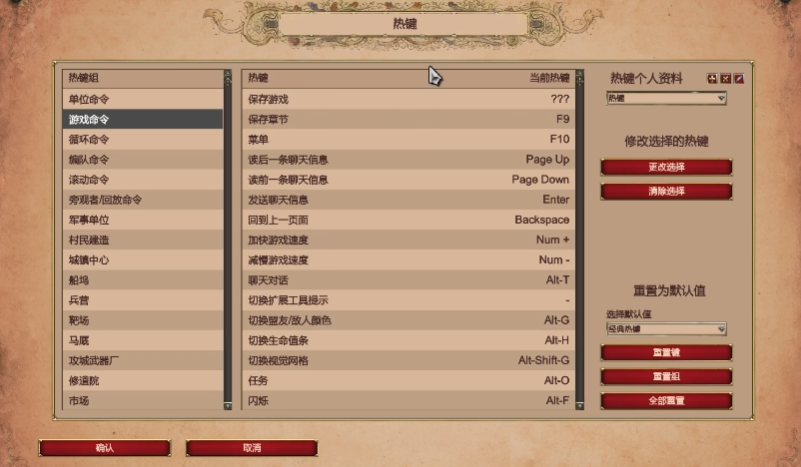 热键
热键组
单位命令
游戏命令
循环命令
编队命令
滚动命令
旁观者/回放命令
军事单位
村民建造
城镇中心
船坞
兵营
靶场
马厩
攻城武器厂
修道院
市场
热键 当前热键
保存游戏 ???
保存章节 F9
菜单 F10
读后一条聊天信息 Page Up
读前一条聊天信息 Page Down
发送聊天信息 Enter
回到上一页面 Backspace
加快游戏速度 Num +
减慢游戏速度 Num -
聊天对话 Alt-T
切换扩展工具提示 -
切换盟友/敌人颜色 Alt-G
切换生命值条 Alt-H
切换视觉网格 Alt-Shift-G
任务 Alt-O
闪烁 Alt-F
热键个人资料
热键
修改选择的热键
更改选择
清除选择
重置为默认值
选择默认值
经典热键
重置键
重置组
全部重置
确认
取消